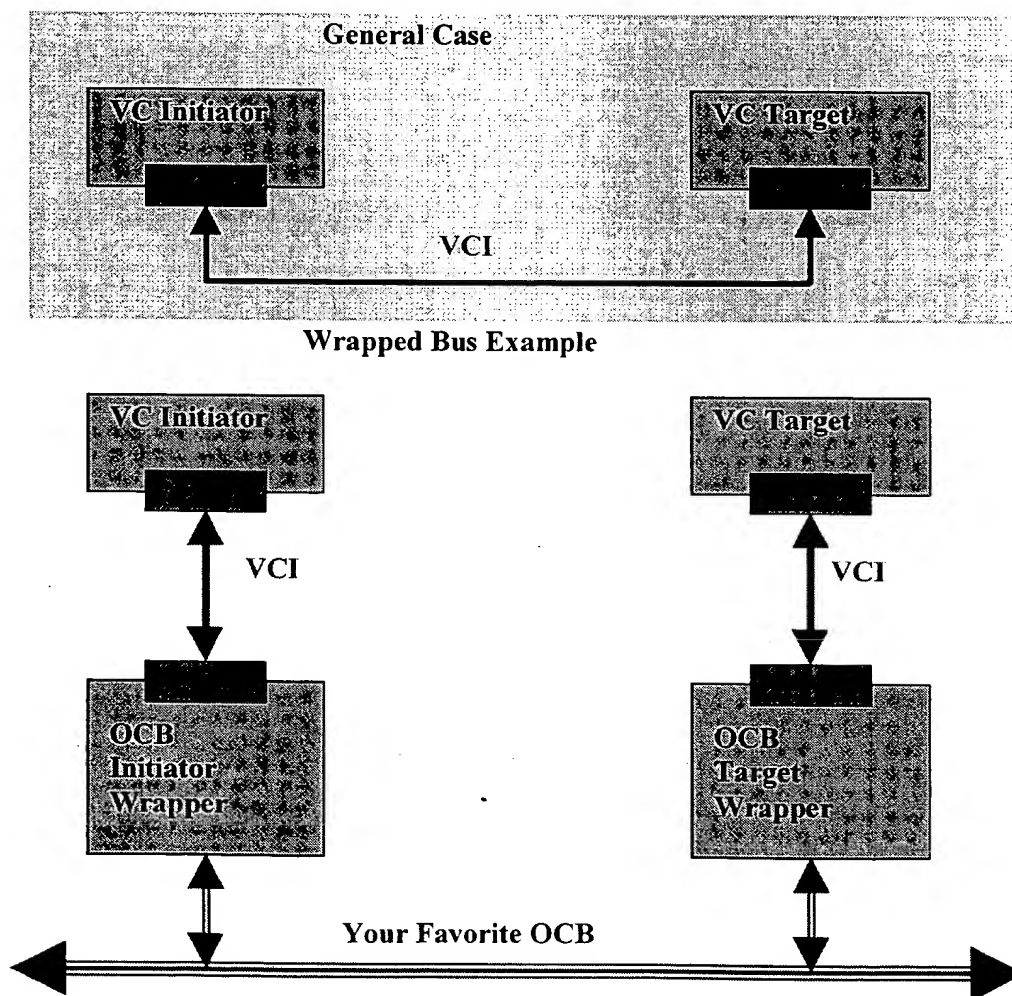 General Case
VC Initiator
VC Target
VCI
Wrapped Bus Example
VC Initiator
VC Target
VCI
VCI
OCB
Initiator
Wrapper
OCB
Target
Wrapper
Your Favorite OCB